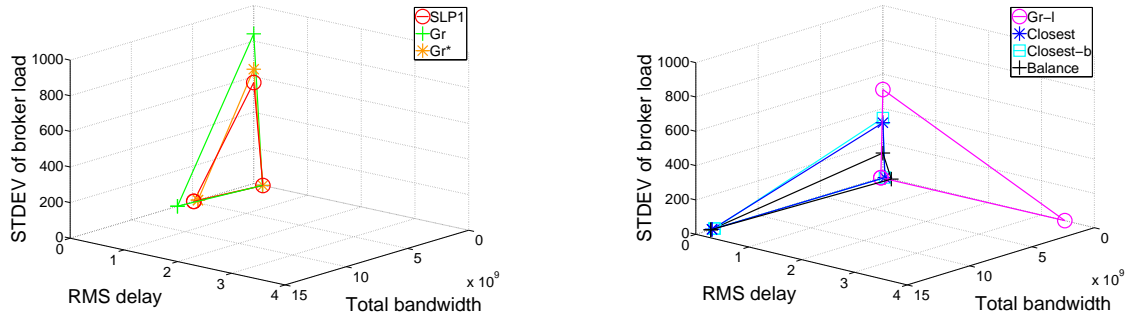 SLP1
Gr
Gr*
1000
800
600
400
200
0
STDEV of broker load
0
1
2
3
4
RMS delay
15
10
5
0
x 10^9
Total bandwidth
Gr−l
Closest
Closest−b
Balance
1000
800
600
400
200
0
STDEV of broker load
0
1
2
3
4
RMS delay
15
10
5
0
x 10^9
Total bandwidth